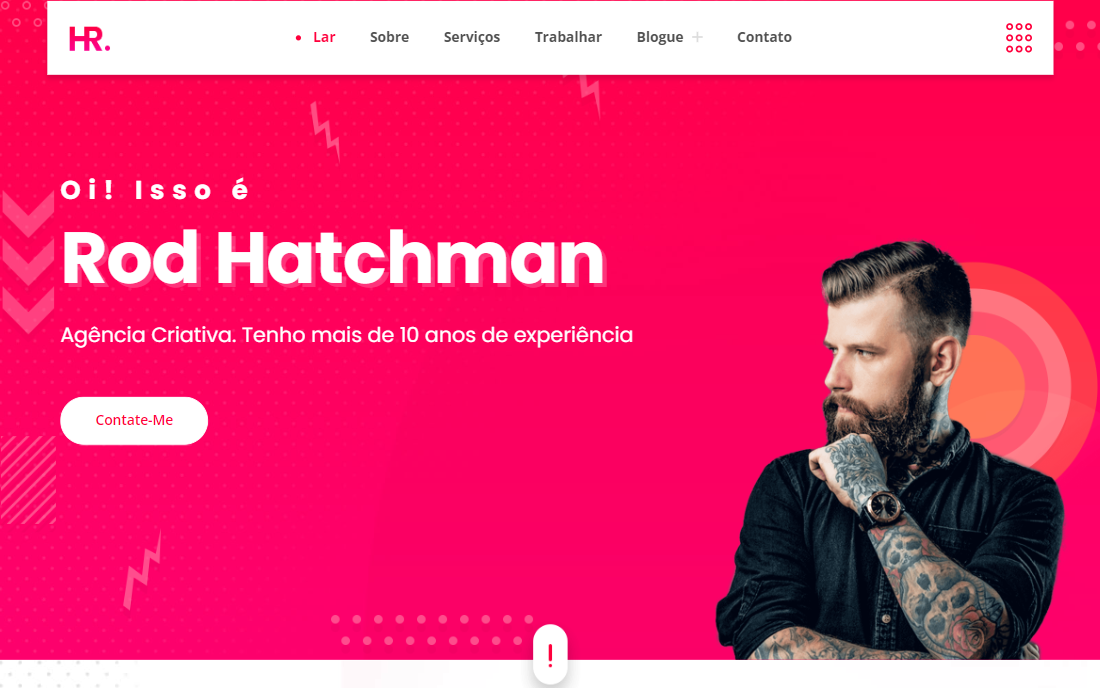 HR.
Lar
Sobre
Serviços
Trabalhar
Blogue
Contato
Oi! Isso é
Rod Hatchman
Agência Criativa. Tenho mais de 10 anos de experiência
Contate-Me